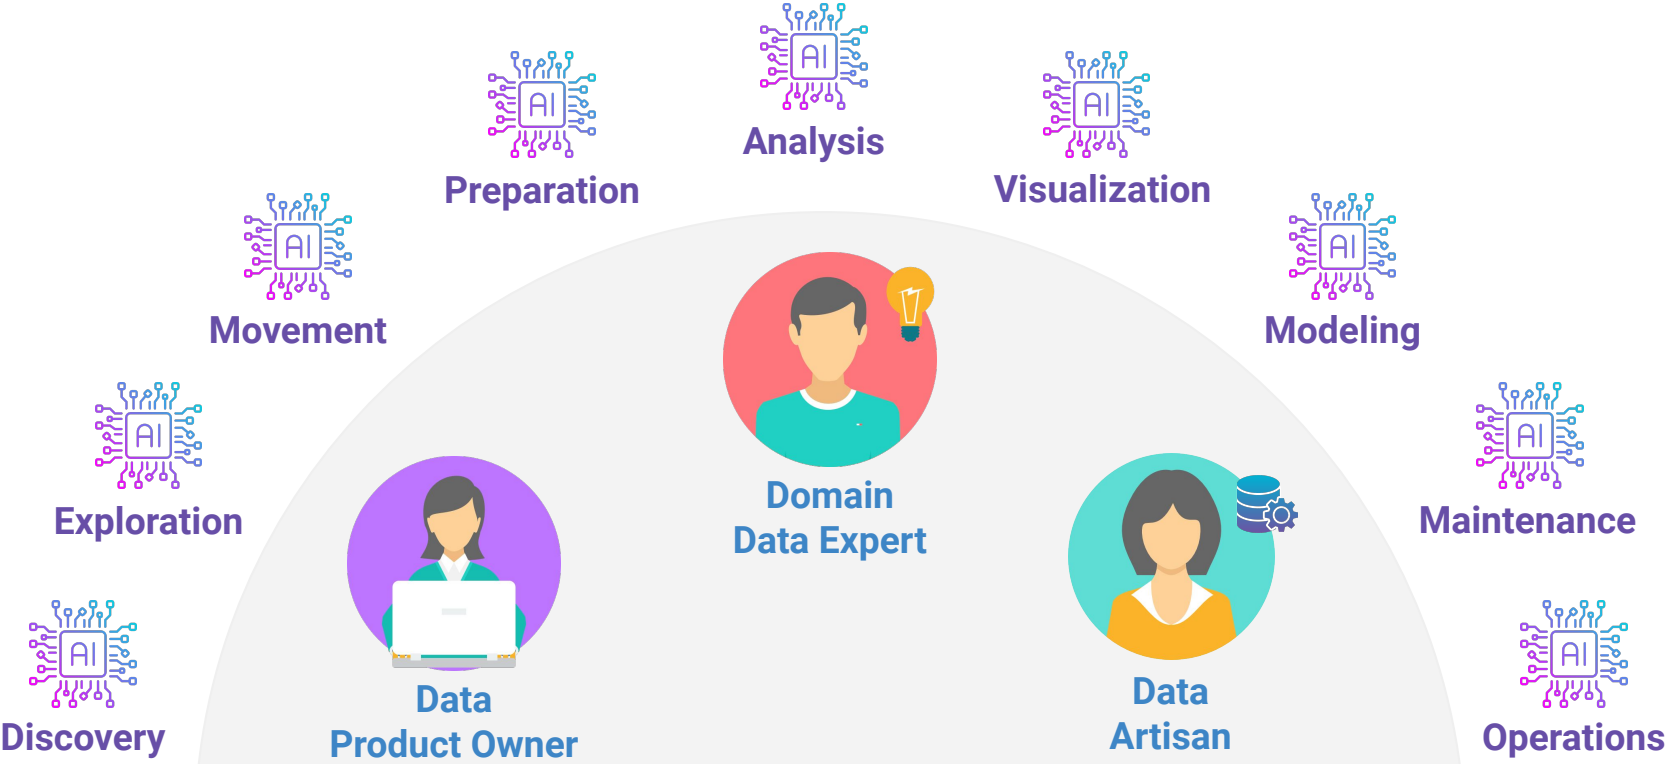 AI
Analysis
AI
Preparation
AI
Visualization
AI
Movement
AI
Modeling
AI
Exploration
AI
Maintenance
AI
Discovery
AI
Operations
Domain
Data Expert
Data
Product Owner
Data
Artisan